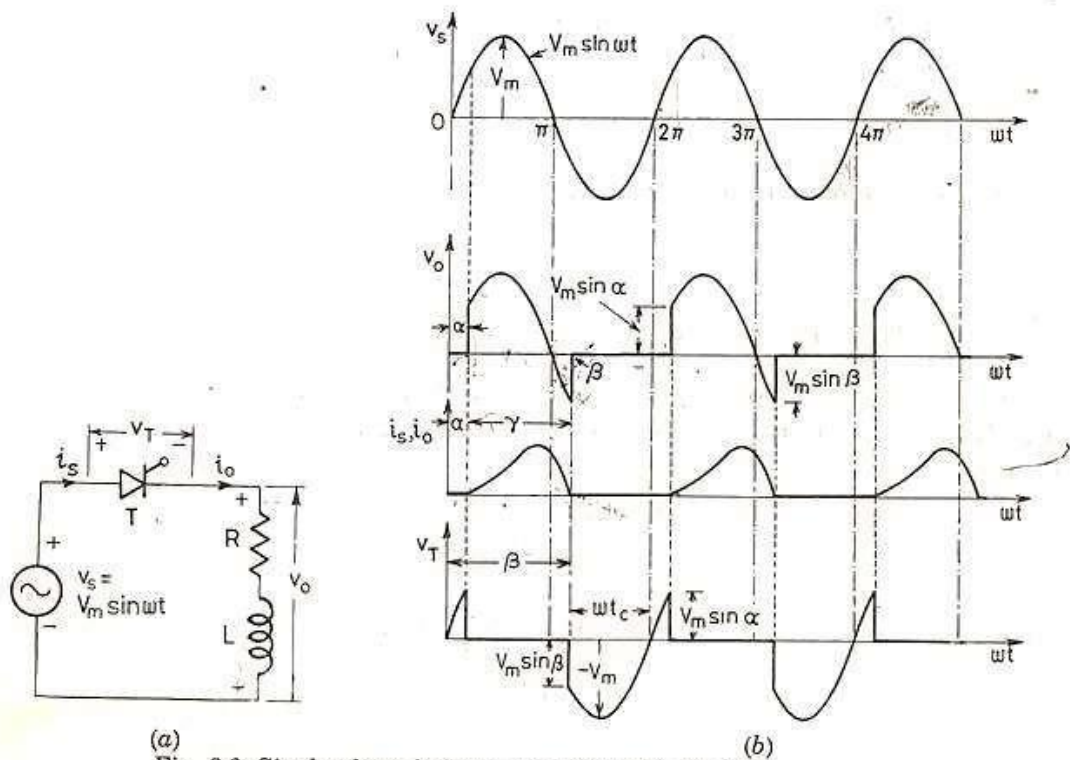 v_s
V_m sin ωt
V_m
0
π
2π
3π
4π
ωt
v_o
α
V_m sin α
β
V_m sin β
ωt
i_s, i_o
α
γ
ωt
v_T
β
ωt_c
V_m sin α
V_m sin β
-V_m
ωt
+ v_T -
i_s
i_o
T
+
R
+
v_s =
V_m sin ωt
-
L
v_o
(a)
(b)